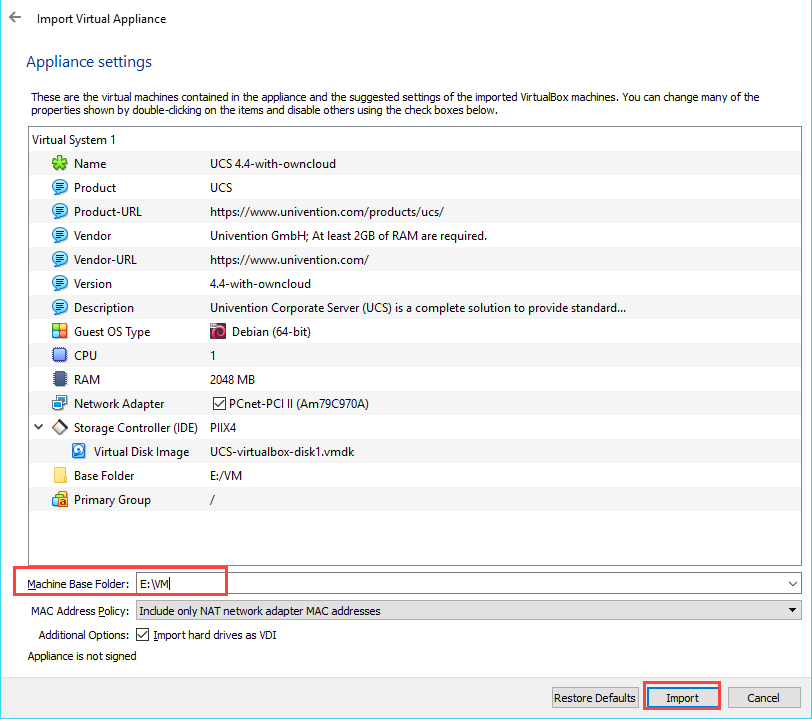 Import Virtual Appliance
Appliance settings
These are the virtual machines contained in the appliance and the suggested settings of the imported VirtualBox machines. You can change many of the
properties shown by double-clicking on the items and disable others using the check boxes below.
Virtual System 1
Name UCS 4.4-with-owncloud
Product UCS
Product-URL https://www.univention.com/products/ucs/
Vendor Univention GmbH; At least 2GB of RAM are required.
Vendor-URL https://www.univention.com/
Version 4.4-with-owncloud
Description Univention Corporate Server (UCS) is a complete solution to provide standard...
Guest OS Type Debian (64-bit)
CPU 1
RAM 2048 MB
Network Adapter PCnet-PCI II (Am79C970A)
Storage Controller (IDE) PIIX4
Virtual Disk Image UCS-virtualbox-disk1.vmdk
Base Folder E:/VM
Primary Group /
Machine Base Folder: E:\VM
MAC Address Policy: Include only NAT network adapter MAC addresses
Additional Options: Import hard drives as VDI
Appliance is not signed
Restore Defaults Import Cancel